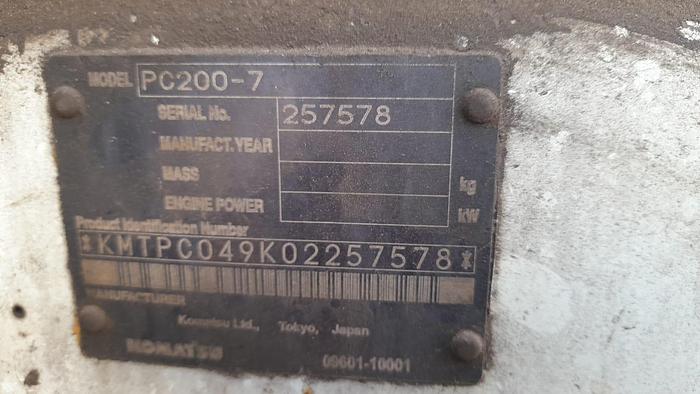 MODEL PC200-7
SERIAL No. 257578
MANUFACT.YEAR
MASS kg
ENGINE POWER kW
Product Identification Number
*KMTPC049K02257578*
MANUFACTURER
Komatsu Ltd., Tokyo, Japan
KOMATSU 09601-10001